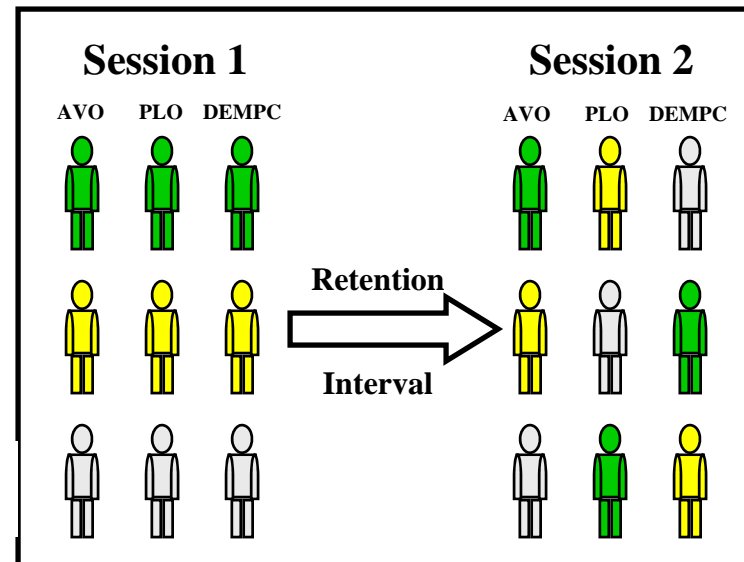 Session 1
AVO PLO DEMPC
Retention
Interval
Session 2
AVO PLO DEMPC